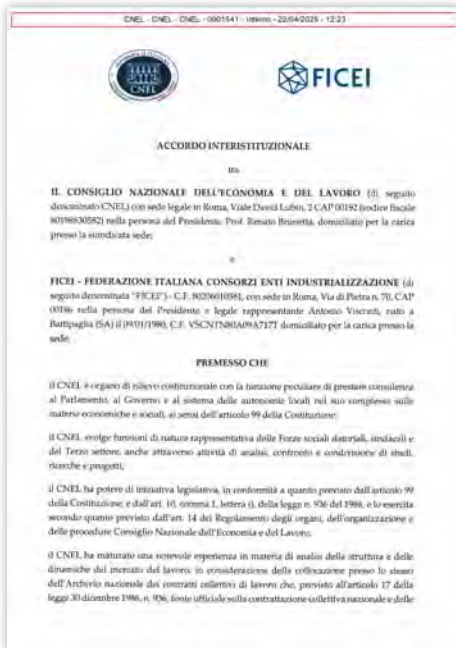 CNEL - CNEL - CNEL - 0001541 - Interno - 22/04/2025 - 12:23
CNEL
FICEI
ACCORDO INTERISTITUZIONALE
tra
IL CONSIGLIO NAZIONALE DELL'ECONOMIA E DEL LAVORO (di seguito
denominato CNEL) con sede legale in Roma, Viale David Lubin, 2 CAP 00192 (codice fiscale
80198830582) nella persona del Presidente, Prof. Renato Brunetta, domiciliato per la carica
presso la suindicata sede;
e
FICEI - FEDERAZIONE ITALIANA CONSORZI ENTI INDUSTRIALIZZAZIONE (di
seguito denominata "FICEI") - C.F. 80206010581, con sede in Roma, Via di Pietra n. 70, CAP
00186 nella persona del Presidente e legale rappresentante Antonio Visconti, nato a
Battipaglia (SA) il (09/01/1980, C.F. VSCNTN80A09A717T domiciliato per la carica presso la
sede;
PREMESSO CHE
il CNEL è organo di rilievo costituzionale con la funzione peculiare di prestare consulenza
al Parlamento, al Governo e al sistema delle autonomie locali nel suo complesso sulle
materie economiche e sociali, ai sensi dell'articolo 99 della Costituzione;
il CNEL svolge funzioni di natura rappresentativa delle Forze sociali datoriali, sindacali e
del Terzo settore, anche attraverso attività di analisi, confronto e condivisione di studi,
ricerche e progetti,
il CNEL ha potere di iniziativa legislativa, in conformità a quanto previsto dall'articolo 99
della Costituzione, e dall'art. 10, comma 1, lettera i), della legge n. 936 del 1986, e lo esercita
secondo quanto previsto dall'art. 14 del Regolamento degli organi, dell'organizzazione e
delle procedure Consiglio Nazionale dell'Economia e del Lavoro;
il CNEL ha maturato una notevole esperienza in materia di analisi della struttura e delle
dinamiche del mercato del lavoro, in considerazione della collocazione presso lo stesso
dell'Archivio nazionale dei contratti collettivi di lavoro che, previsto all'articolo 17 della
legge 30 dicembre 1986, n. 936, fonte ufficiale sulla contrattazione collettiva nazionale e delle